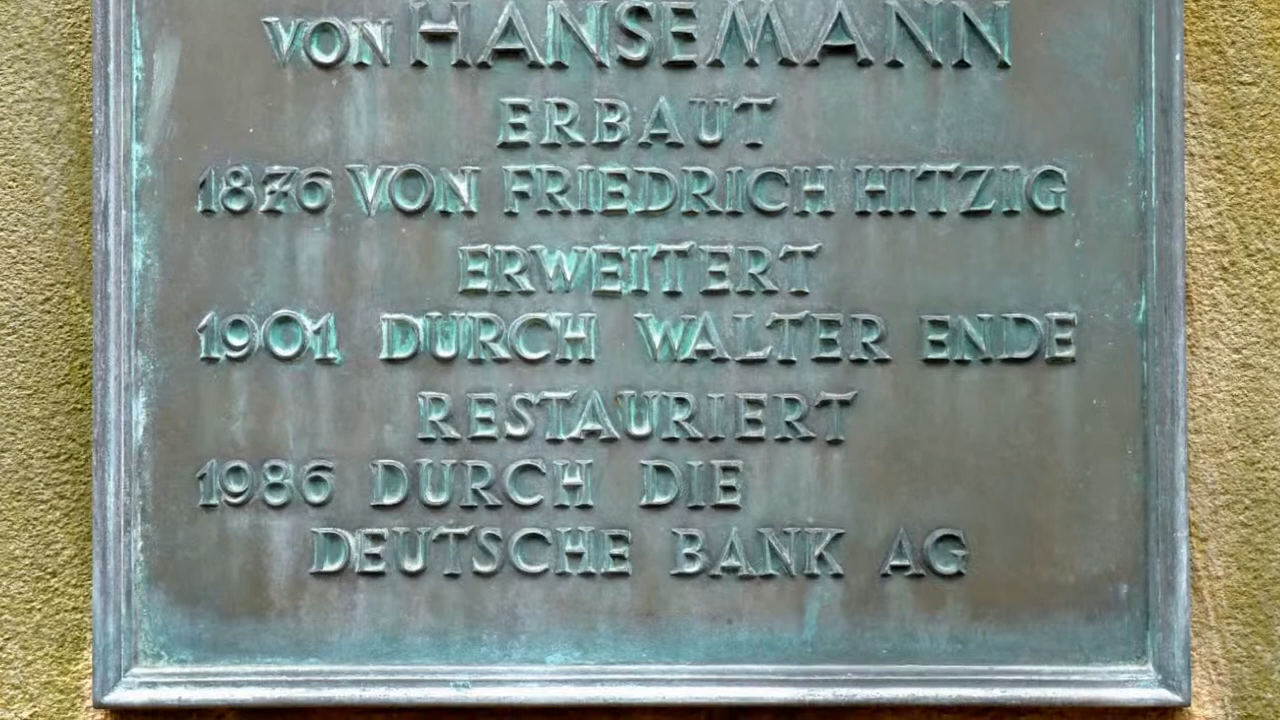 VON HANSEMANN
ERBAUT
1876 VON FRIEDRICH HITZIG
ERWEITERT
1901 DURCH WALTER ENDE
RESTAURIERT
1986 DURCH DIE
DEUTSCHE BANK AG